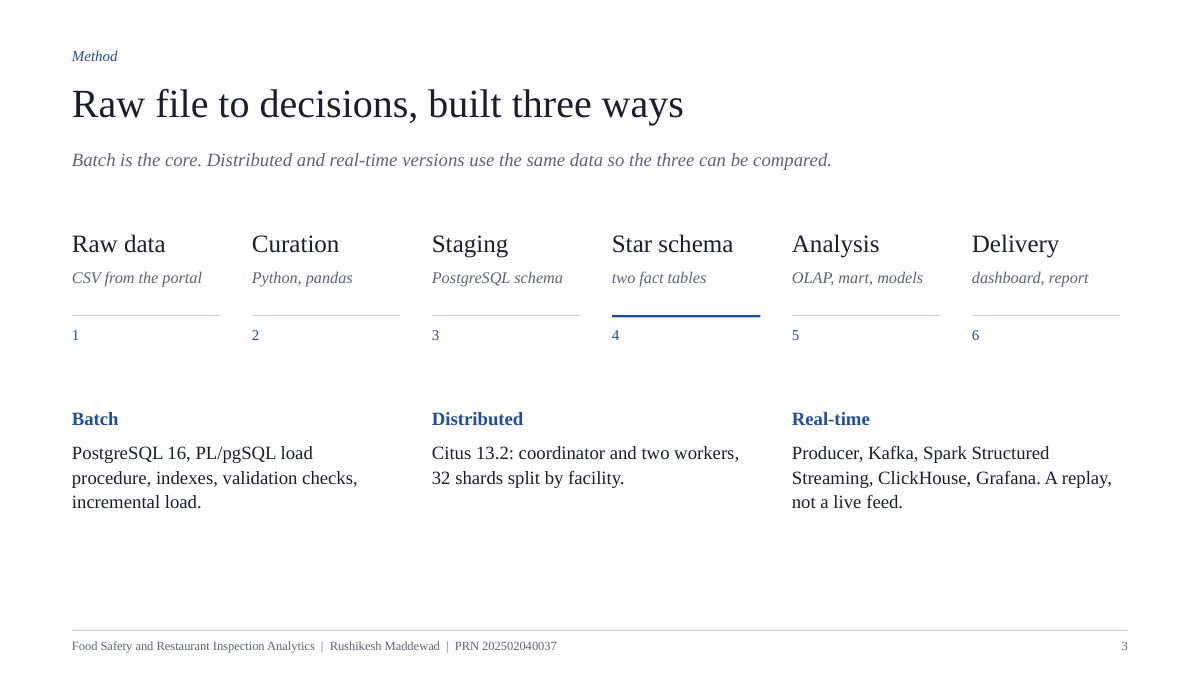 Method
Raw file to decisions, built three ways
Batch is the core. Distributed and real-time versions use the same data so the three can be compared.
Raw data
CSV from the portal
1
Curation
Python, pandas
2
Staging
PostgreSQL schema
3
Star schema
two fact tables
4
Analysis
OLAP, mart, models
5
Delivery
dashboard, report
6
Batch
PostgreSQL 16, PL/pgSQL load
procedure, indexes, validation checks,
incremental load.
Distributed
Citus 13.2: coordinator and two workers,
32 shards split by facility.
Real-time
Producer, Kafka, Spark Structured
Streaming, ClickHouse, Grafana. A replay,
not a live feed.
Food Safety and Restaurant Inspection Analytics | Rushikesh Maddewad | PRN 202502040037
3